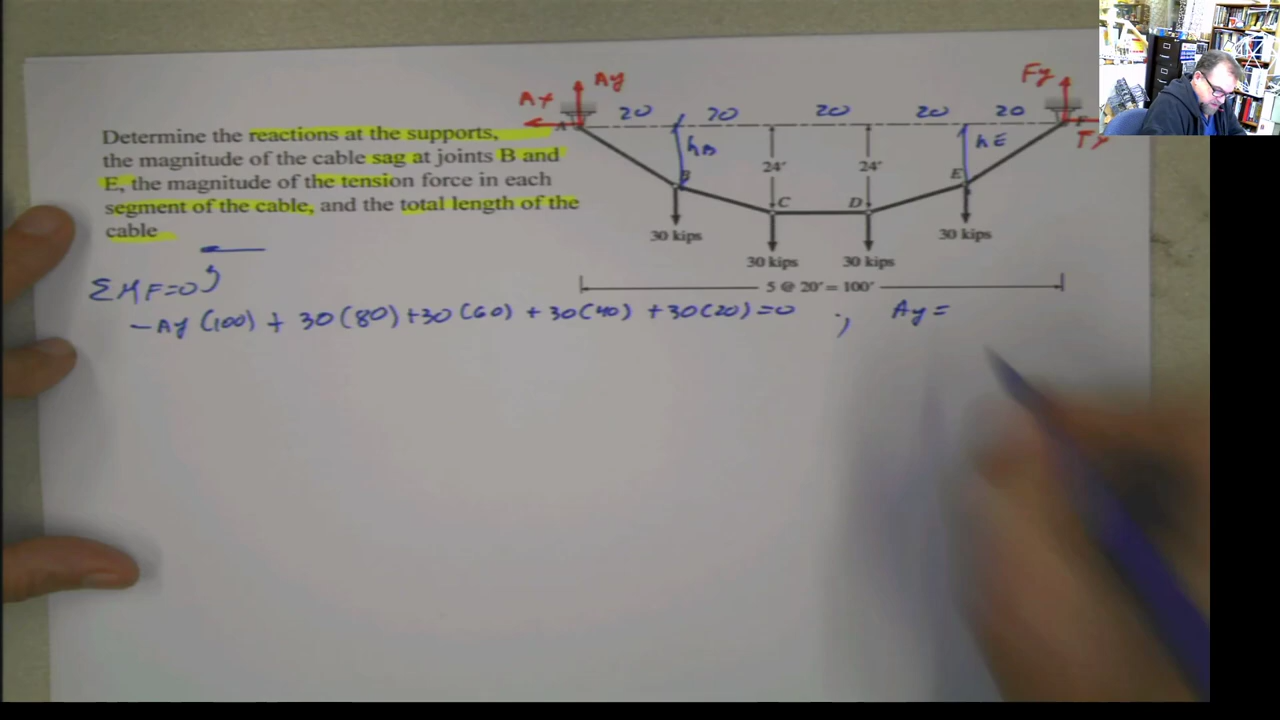 Ay
Fy
Ax
20 20 20 20 20
A
Determine the reactions at the supports,
the magnitude of the cable sag at joints B and
E, the magnitude of the tension force in each
segment of the cable, and the total length of the
cable
hB
24'
24'
hE
B
E
C
D
30 kips
30 kips
30 kips
30 kips
5 @ 20' = 100'
ΣMF=0
-Ay (100) + 30(80) +30(60) + 30(40) +30(20) =0 ; Ay =